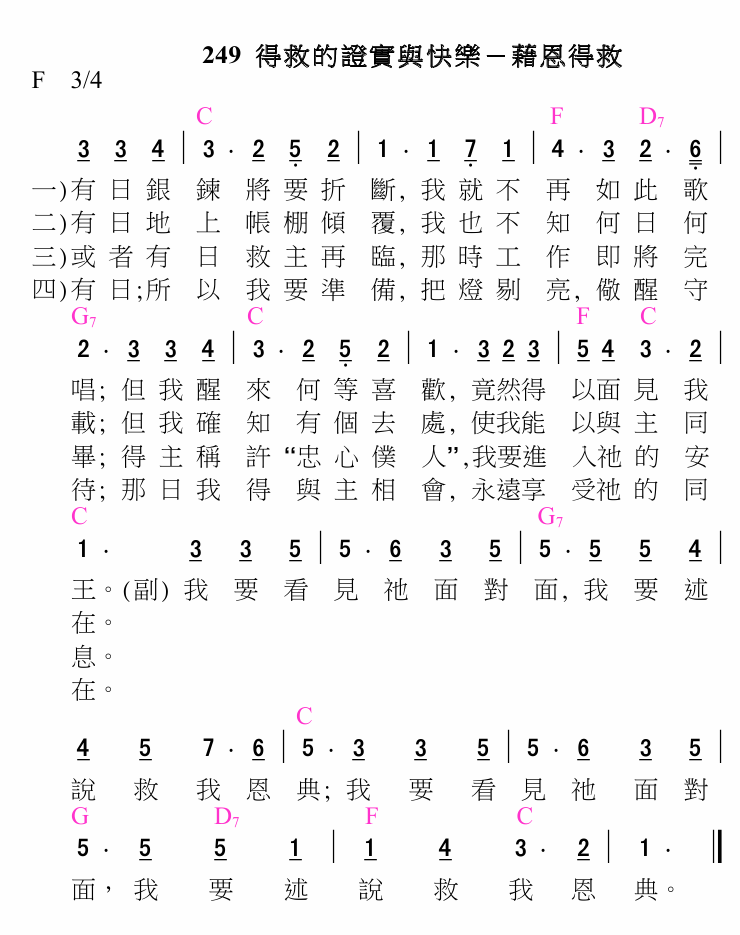 249 得救的證實與快樂－藉恩得救
F 3/4
C F D7
3 3 4 | 3 · 2 5 2 | 1 · 1 7 1 | 4 · 3 2 · 6 |
一)有日銀鍊將要折斷, 我就不再如此歌
二)有日地上帳棚傾覆, 我也不知何日何
三)或者有日救主再臨, 那時工作即將完
四)有日;所以我要準備, 把燈剔亮, 儆醒守
G7 C F C
2 · 3 3 4 | 3 · 2 5 2 | 1 · 3 2 3 | 5 4 3 · 2 |
唱; 但我醒來何等喜歡, 竟然得以面見我
載; 但我確知有個去處, 使我能以與主同
畢; 得主稱許“忠心僕人”,我要進入祂的安
待; 那日我得與主相會, 永遠享受祂的同
C G7
1 · 3 3 5 | 5 · 6 3 5 | 5 · 5 5 4 |
王。(副) 我要看見祂面對面, 我要述
在。
息。
在。
C
4 5 7 · 6 | 5 · 3 3 5 | 5 · 6 3 5 |
說救我恩典; 我要看見祂面對
G D7 F C
5 · 5 5 1 | 1 4 3 · 2 | 1 · ‖
面，我要述說救我恩典。